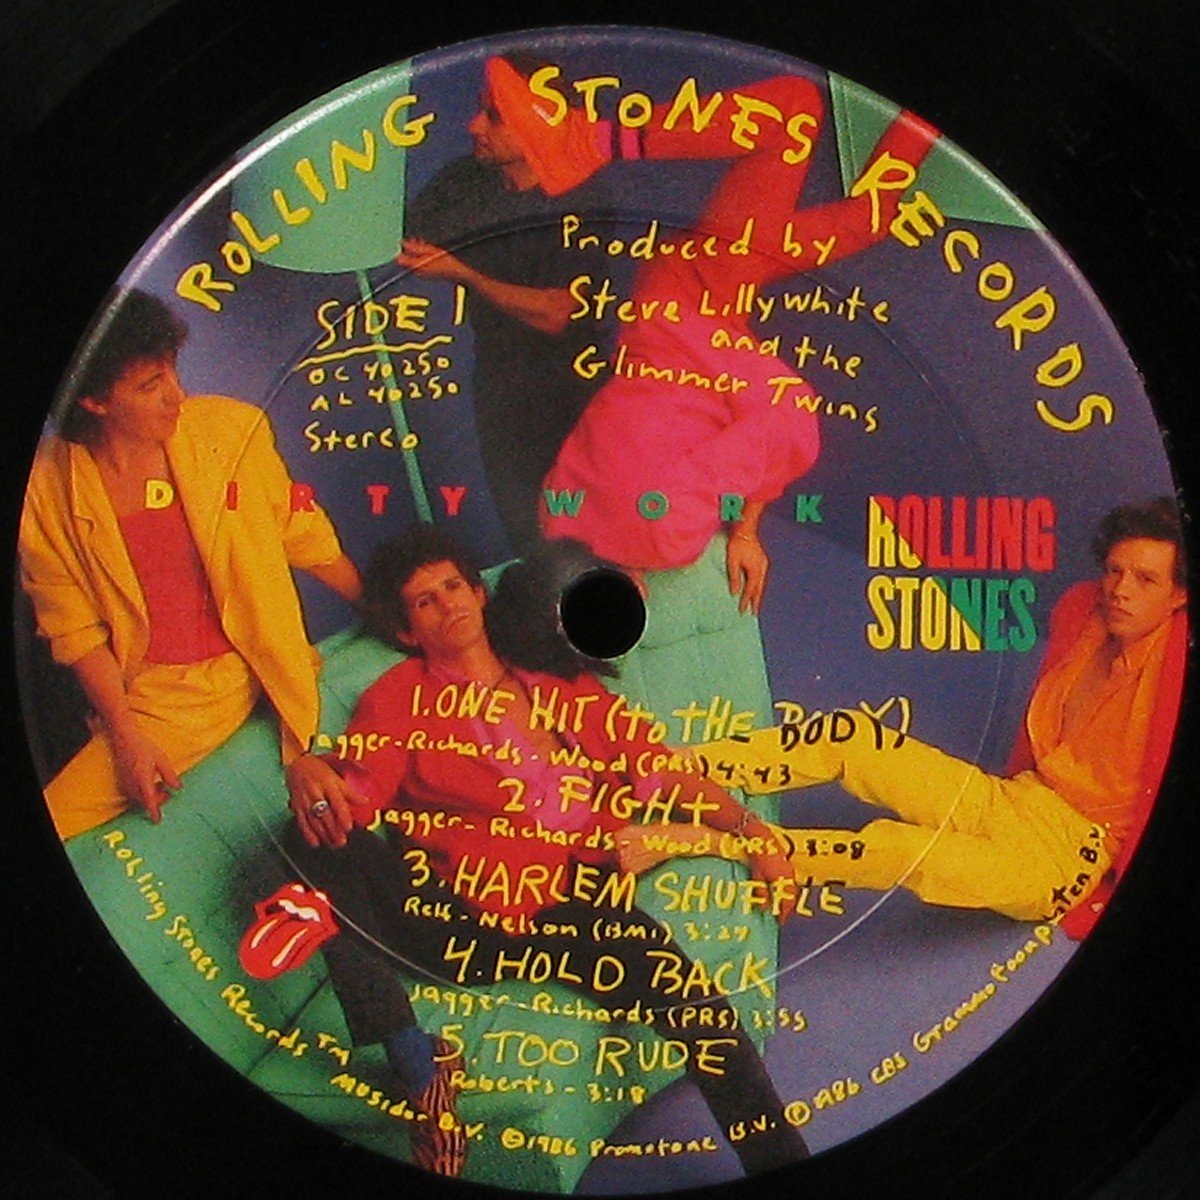 ROLLING STONES RECORDS
Produced by
Steve Lillywhite
and the
Glimmer Twins
SIDE 1
OC 40250
AL 40250
Stereo
DIRTY WORK
ROLLING
STONES
1. ONE HIT (to tHE BODY)
Jagger-Richards-Wood (PRS) 4:43
2. FIGHt
Jagger-Richards-Wood (PRS) 3:08
3. HARLEM SHUFFLE
Relf-Nelson (BMI) 3:24
4. HOLD BACK
Jagger-Richards (PRS) 3:55
5. TOO RUDE
Roberts-3:18
Rolling Stones Records TM Musidor B.V. ©1986 Promotone B.V. ℗1986 CBS Grammofoonplaten B.V.